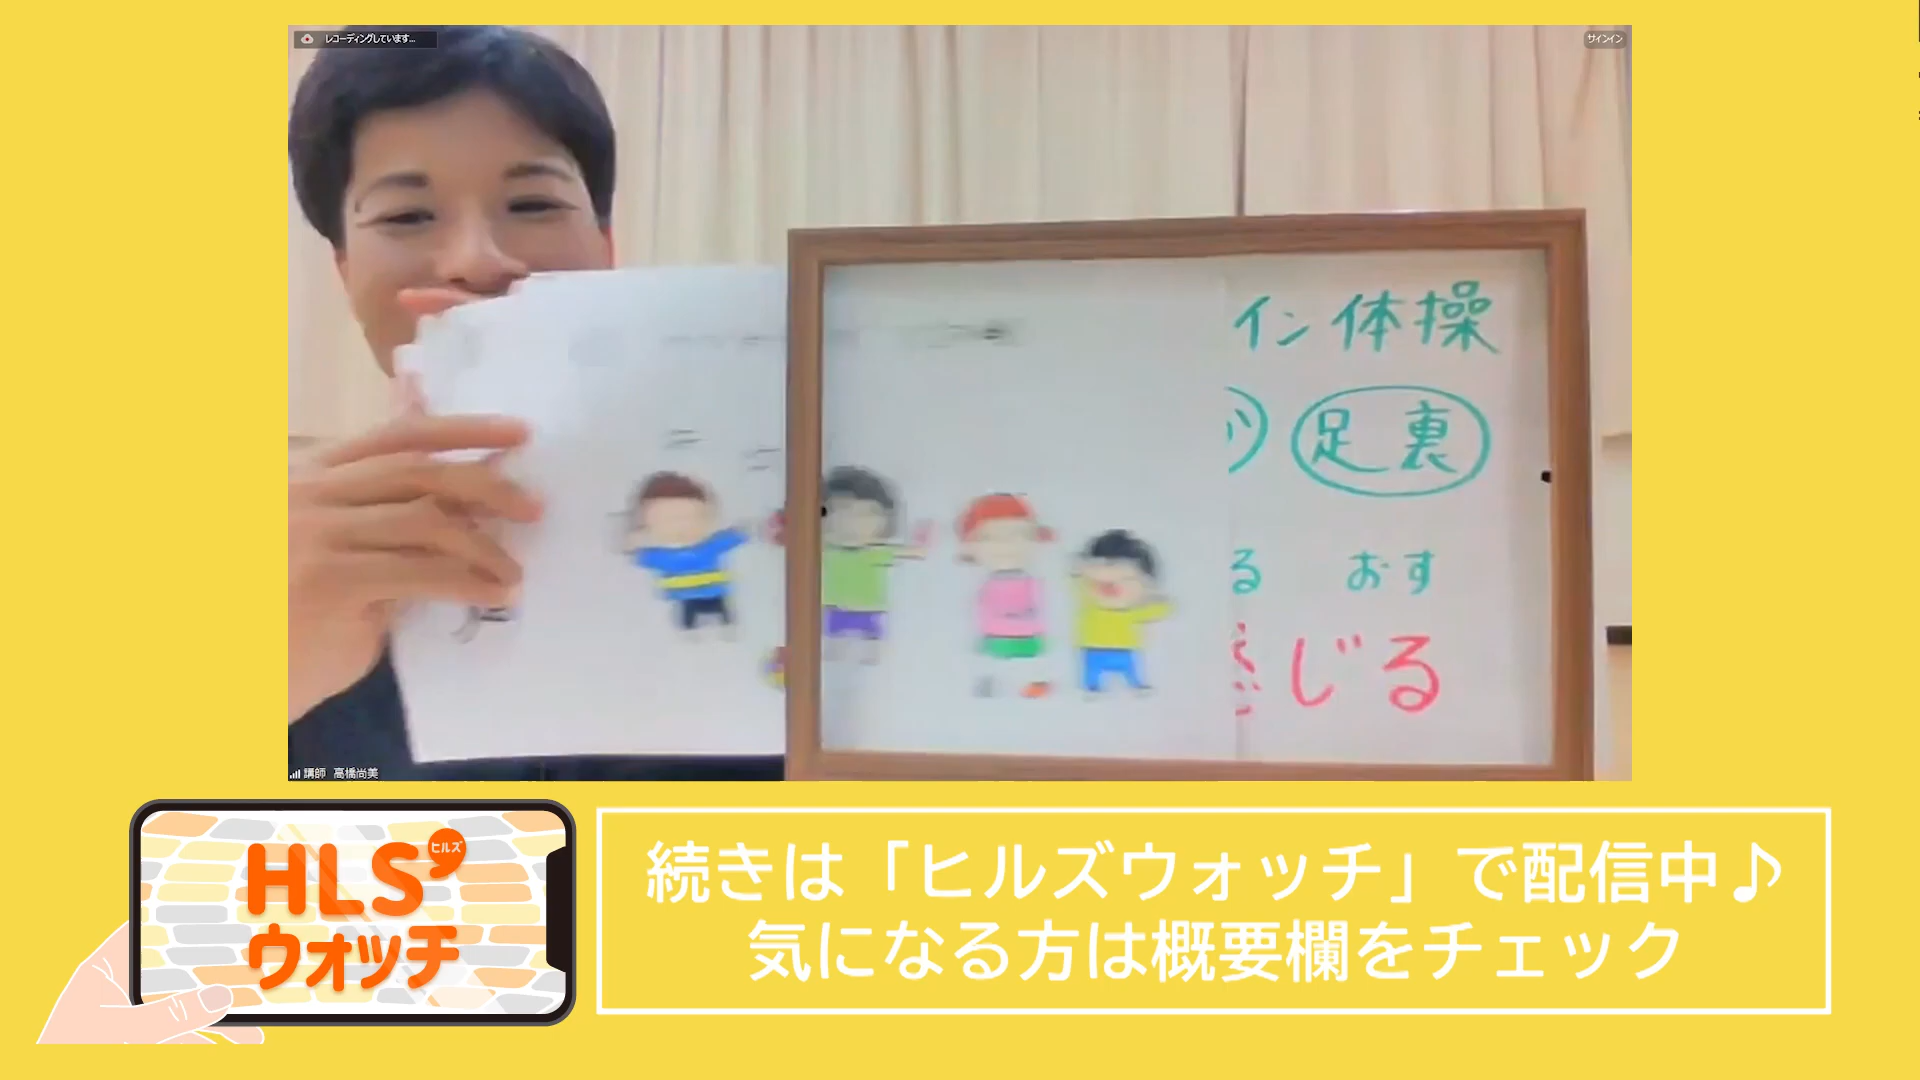 レコーディングしています...
サインイン
イン体操
足裏
る おす
感じる
講師 高橋尚美
HLS
ヒルズ
ウォッチ
続きは「ヒルズウォッチ」で配信中♪
気になる方は概要欄をチェック